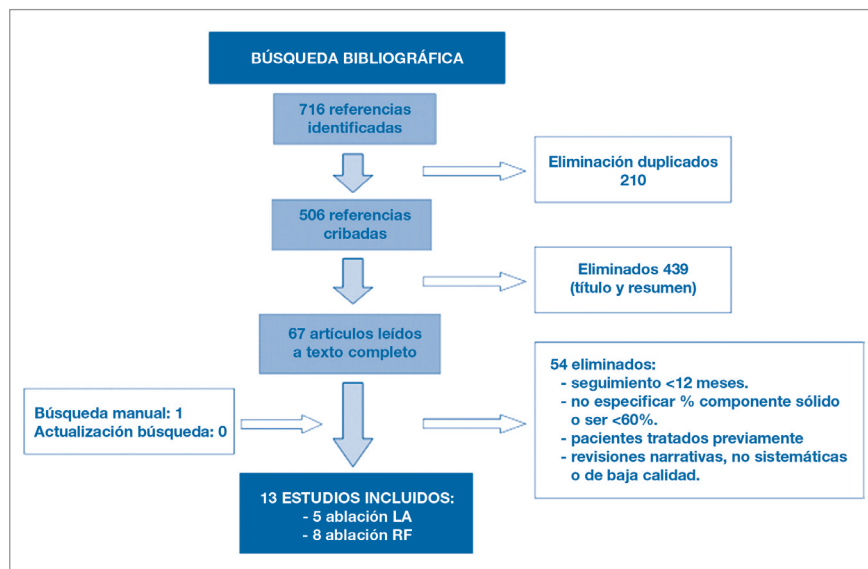 BÚSQUEDA BIBLIOGRÁFICA
716 referencias
identificadas
Eliminación duplicados
210
506 referencias
cribadas
Eliminados 439
(título y resumen)
67 artículos leídos
a texto completo
54 eliminados:
- seguimiento <12 meses.
- no especificar % componente sólido
o ser <60%.
- pacientes tratados previamente
- revisiones narrativas, no sistemáticas
o de baja calidad.
Búsqueda manual: 1
Actualización búsqueda: 0
13 ESTUDIOS INCLUIDOS:
- 5 ablación LA
- 8 ablación RF